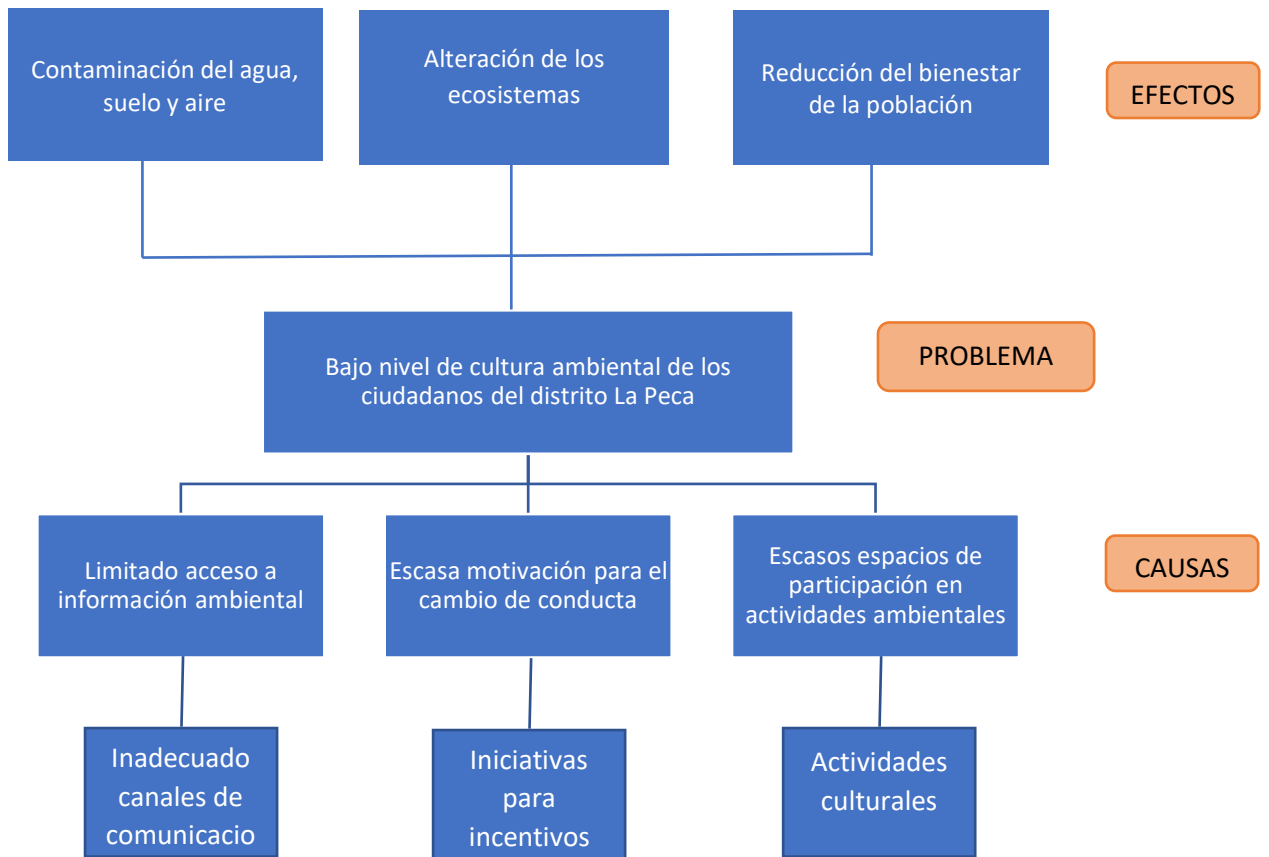 Contaminación del agua,
suelo y aire
Alteración de los
ecosistemas
Reducción del bienestar
de la población
EFECTOS
Bajo nivel de cultura ambiental de los
ciudadanos del distrito La Peca
PROBLEMA
Limitado acceso a
información ambiental
Escasa motivación para el
cambio de conducta
Escasos espacios de
participación en
actividades ambientales
CAUSAS
Inadecuado
canales de
comunicacio
Iniciativas
para
incentivos
Actividades
culturales